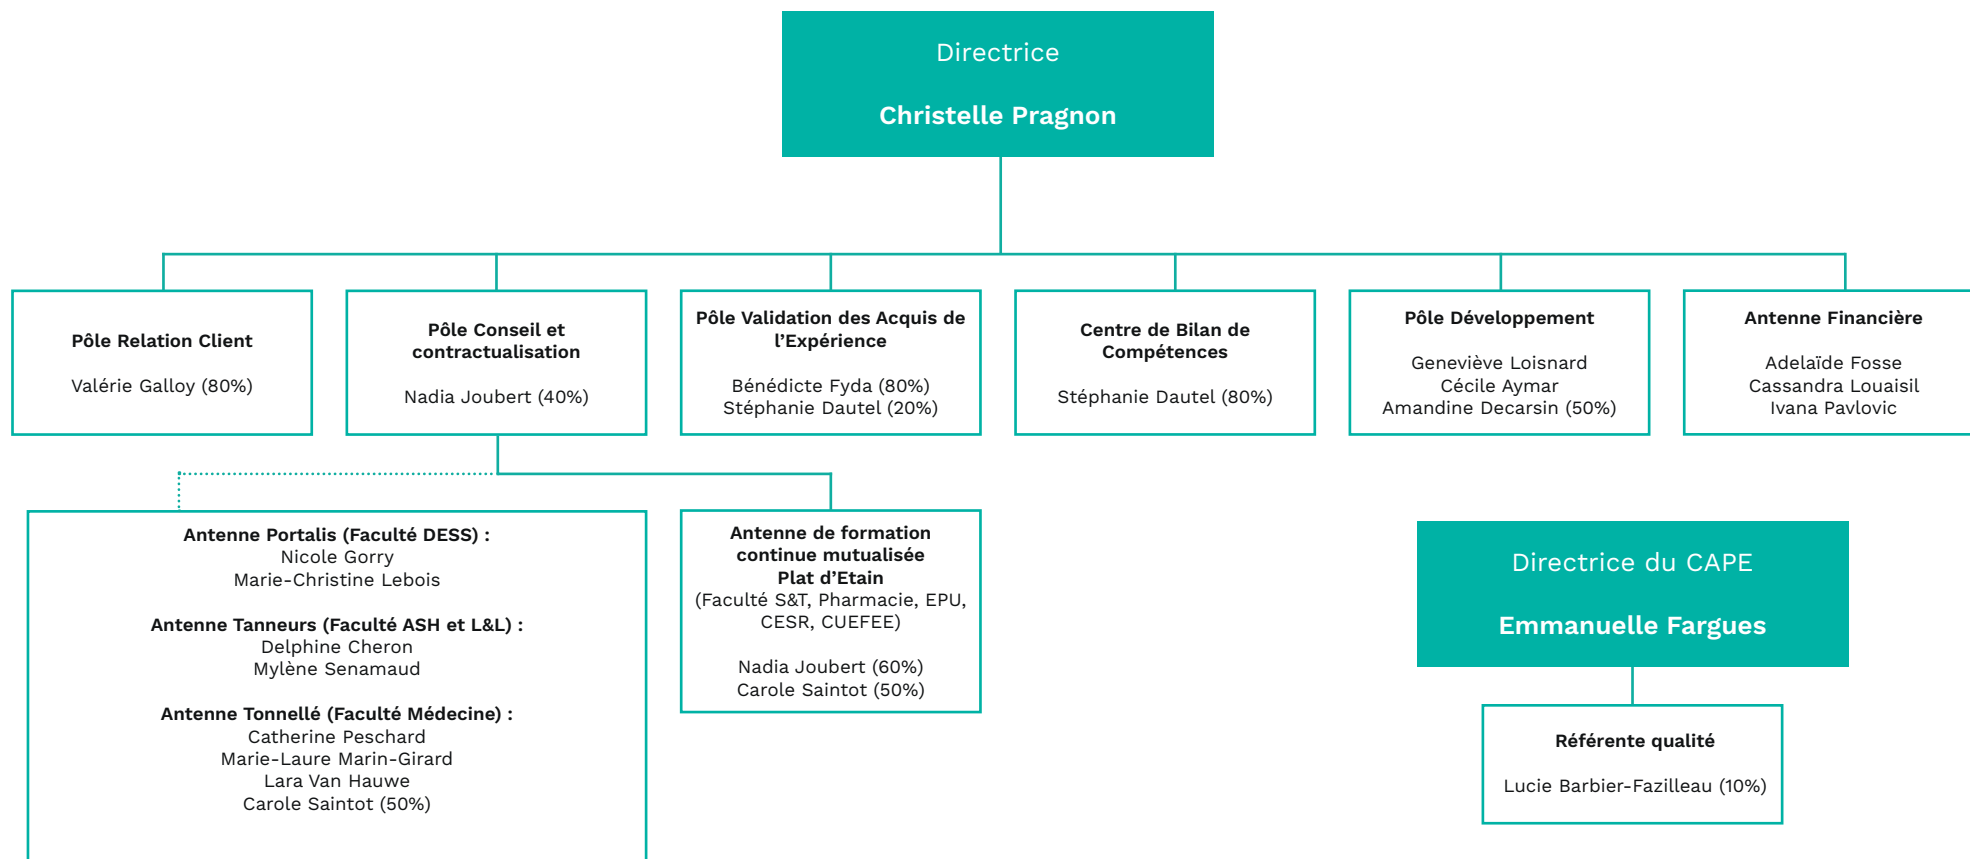 Directrice
Christelle Pragnon
Pôle Relation Client
Valérie Galloy (80%)
Pôle Conseil et
contractualisation
Nadia Joubert (40%)
Pôle Validation des Acquis de
l’Expérience
Bénédicte Fyda (80%)
Stéphanie Dautel (20%)
Centre de Bilan de
Compétences
Stéphanie Dautel (80%)
Pôle Développement
Geneviève Loisnard
Cécile Aymar
Amandine Decarsin (50%)
Antenne Financière
Adelaïde Fosse
Cassandra Louaisil
Ivana Pavlovic
Antenne Portalis (Faculté DESS) :
Nicole Gorry
Marie-Christine Lebois
Antenne Tanneurs (Faculté ASH et L&L) :
Delphine Cheron
Mylène Senamaud
Antenne Tonnellé (Faculté Médecine) :
Catherine Peschard
Marie-Laure Marin-Girard
Lara Van Hauwe
Carole Saintot (50%)
Antenne de formation
continue mutualisée
Plat d’Etain
(Faculté S&T, Pharmacie, EPU,
CESR, CUEFEE)
Nadia Joubert (60%)
Carole Saintot (50%)
Directrice du CAPE
Emmanuelle Fargues
Référente qualité
Lucie Barbier-Fazilleau (10%)